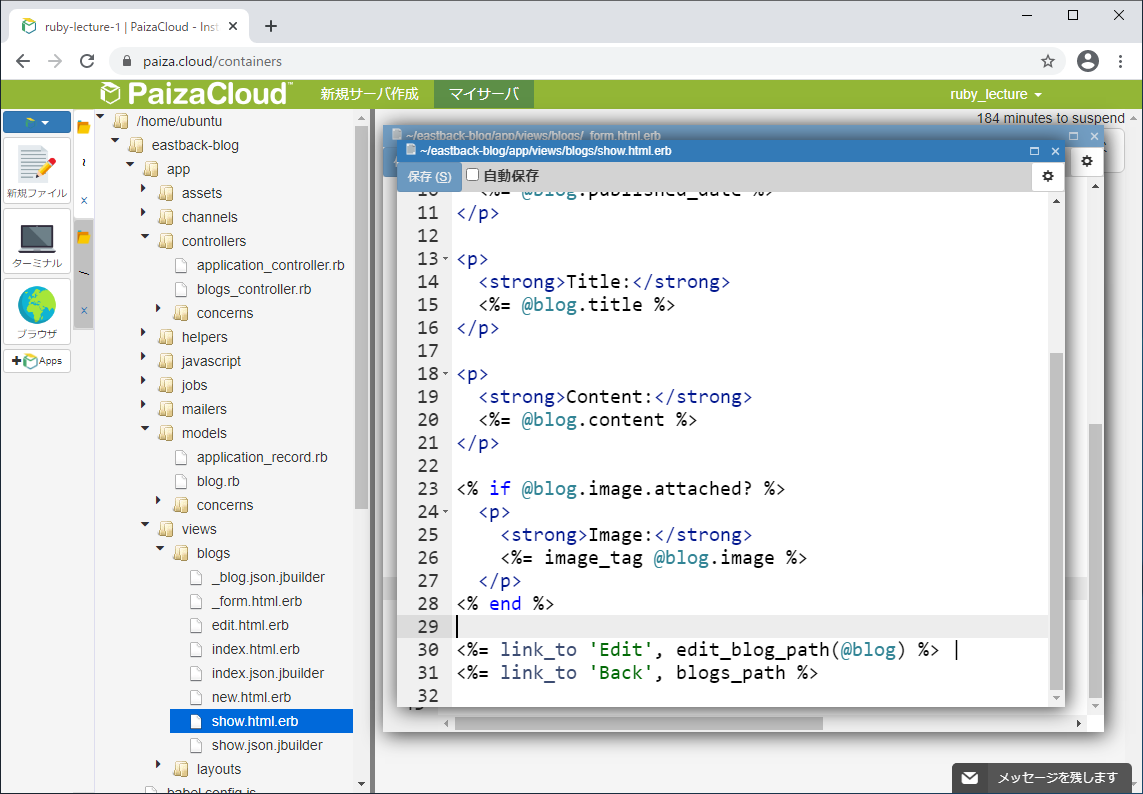 ruby-lecture-1 | PaizaCloud - Inst
paiza.cloud/containers
PaizaCloud
新規サーバ作成
マイサーバ
ruby_lecture
184 minutes to suspend
新規ファイル
ターミナル
ブラウザ
Apps
/home/ubuntu
eastback-blog
app
assets
channels
controllers
application_controller.rb
blogs_controller.rb
concerns
helpers
javascript
jobs
mailers
models
application_record.rb
blog.rb
concerns
views
blogs
_blog.json.jbuilder
_form.html.erb
edit.html.erb
index.html.erb
index.json.jbuilder
new.html.erb
show.html.erb
show.json.jbuilder
layouts
babel.config.js
~/eastback-blog/app/views/blogs/_form.html.erb
~/eastback-blog/app/views/blogs/show.html.erb
保存 (S)
自動保存
10 <%= @blog.published_date %>
11 </p>
12
13 <p>
14 <strong>Title:</strong>
15 <%= @blog.title %>
16 </p>
17
18 <p>
19 <strong>Content:</strong>
20 <%= @blog.content %>
21 </p>
22
23 <% if @blog.image.attached? %>
24 <p>
25 <strong>Image:</strong>
26 <%= image_tag @blog.image %>
27 </p>
28 <% end %>
29
30 <%= link_to 'Edit', edit_blog_path(@blog) %> |
31 <%= link_to 'Back', blogs_path %>
32
メッセージを残します